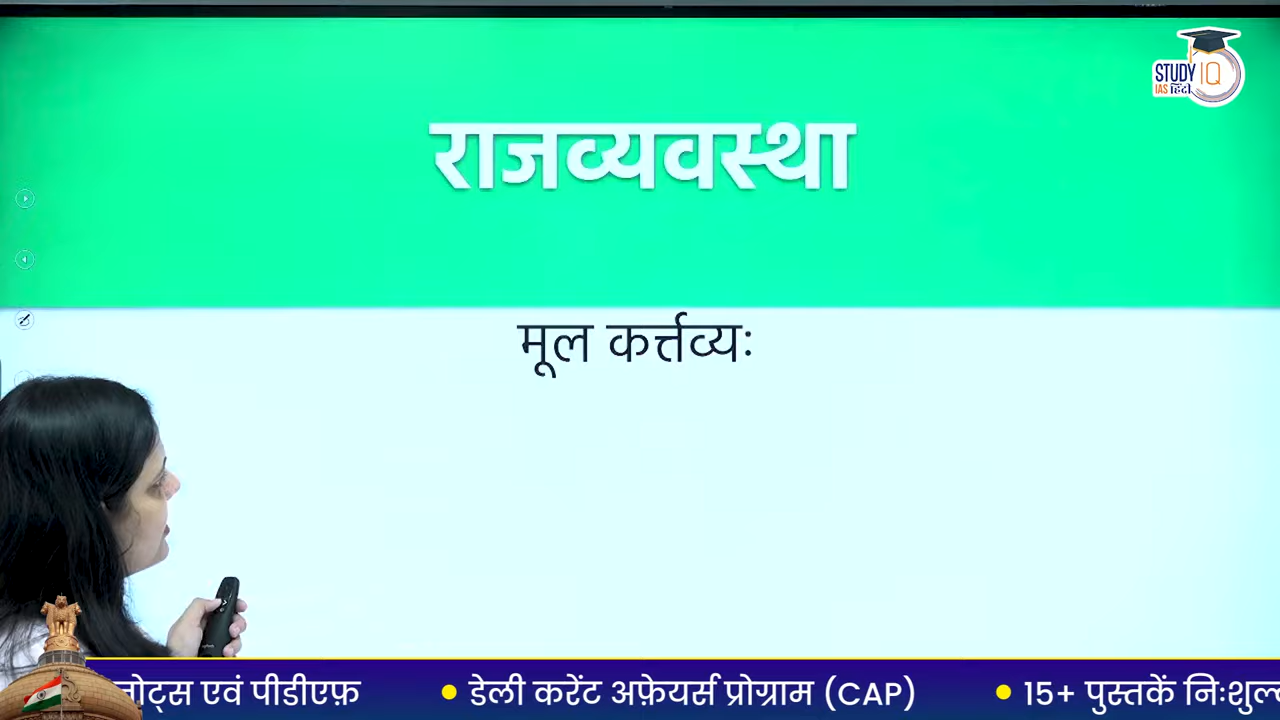 STUDY IQ
IAS हिंदी
राजव्यवस्था
मूल कर्त्तव्यः
नोट्स एवं पीडीएफ़ • डेली करेंट अफ़ेयर्स प्रोग्राम (CAP) • 15+ पुस्तकें